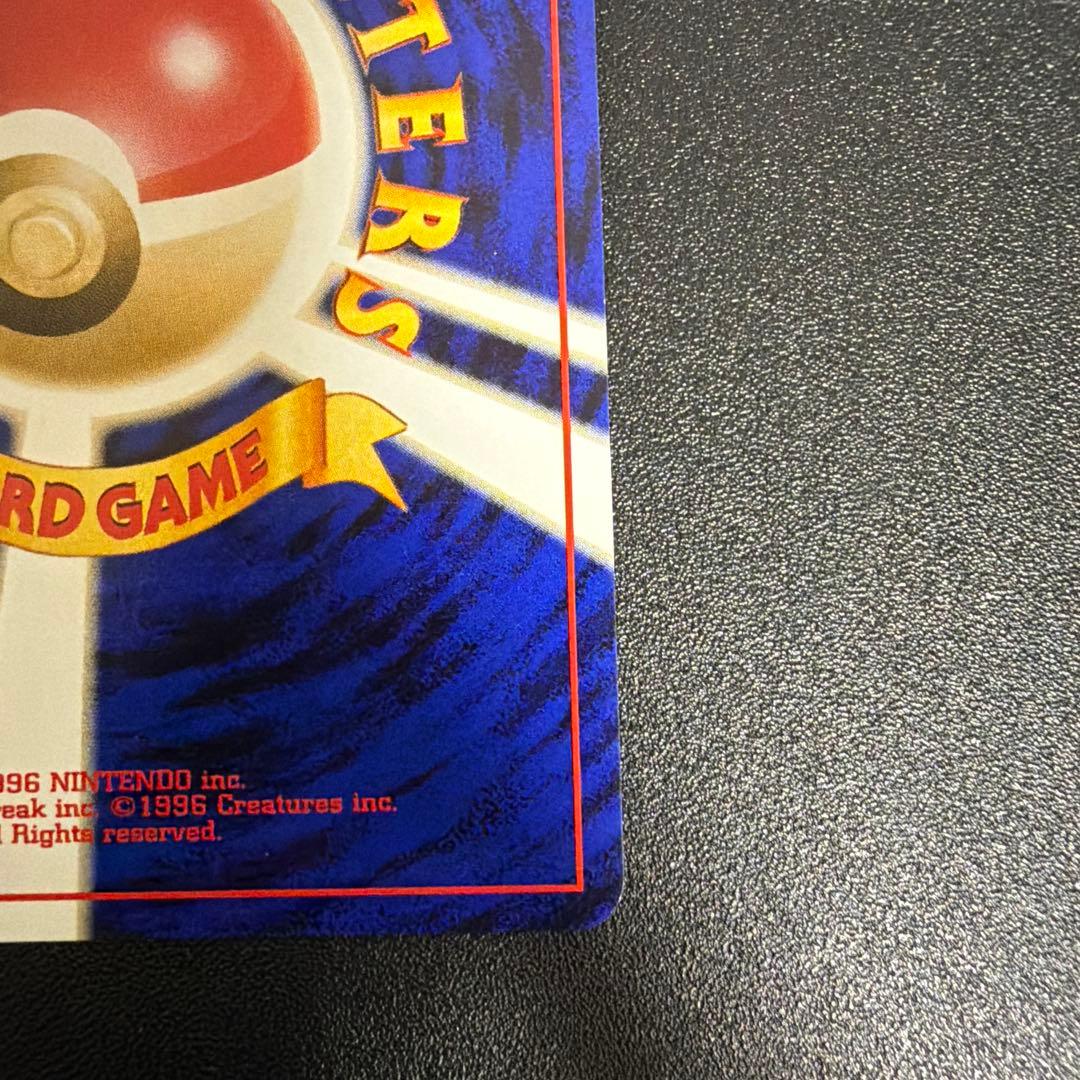 TERS
RD GAME
996 NINTENDO inc.
eak inc. ©1996 Creatures inc.
Rights reserved.